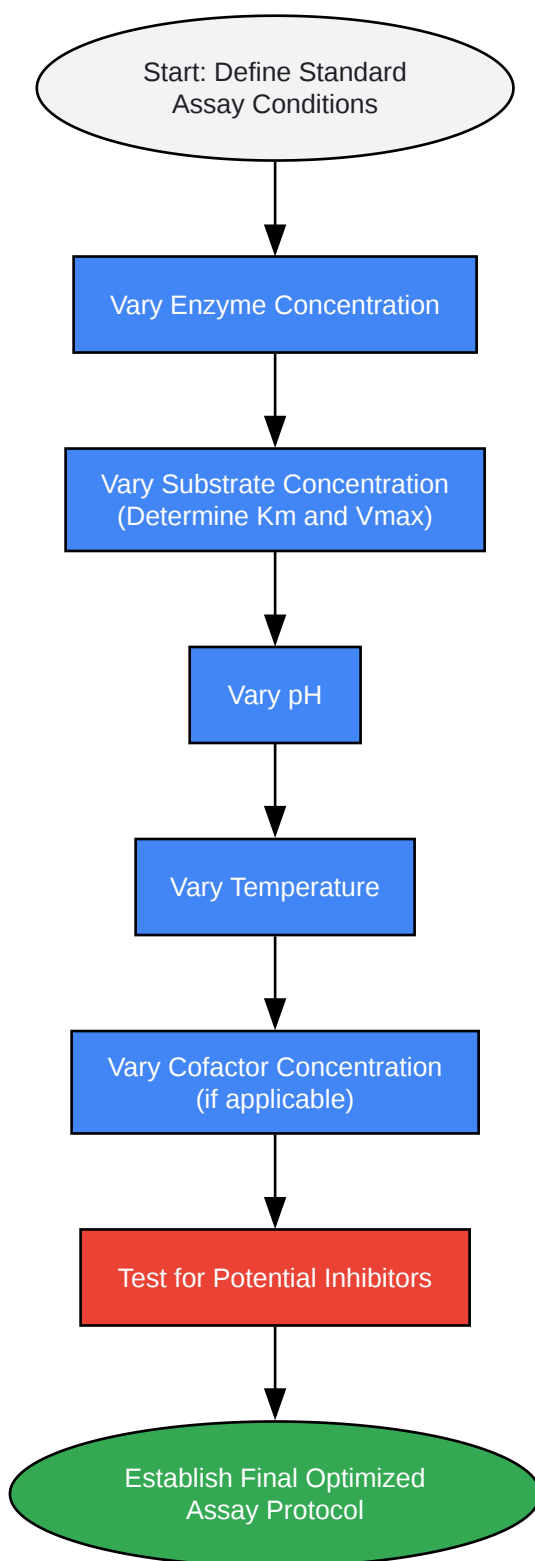 Start: Define Standard
Assay Conditions
Vary Enzyme Concentration
Vary Substrate Concentration
(Determine Km and Vmax)
Vary pH
Vary Temperature
Vary Cofactor Concentration
(if applicable)
Test for Potential Inhibitors
Establish Final Optimized
Assay Protocol